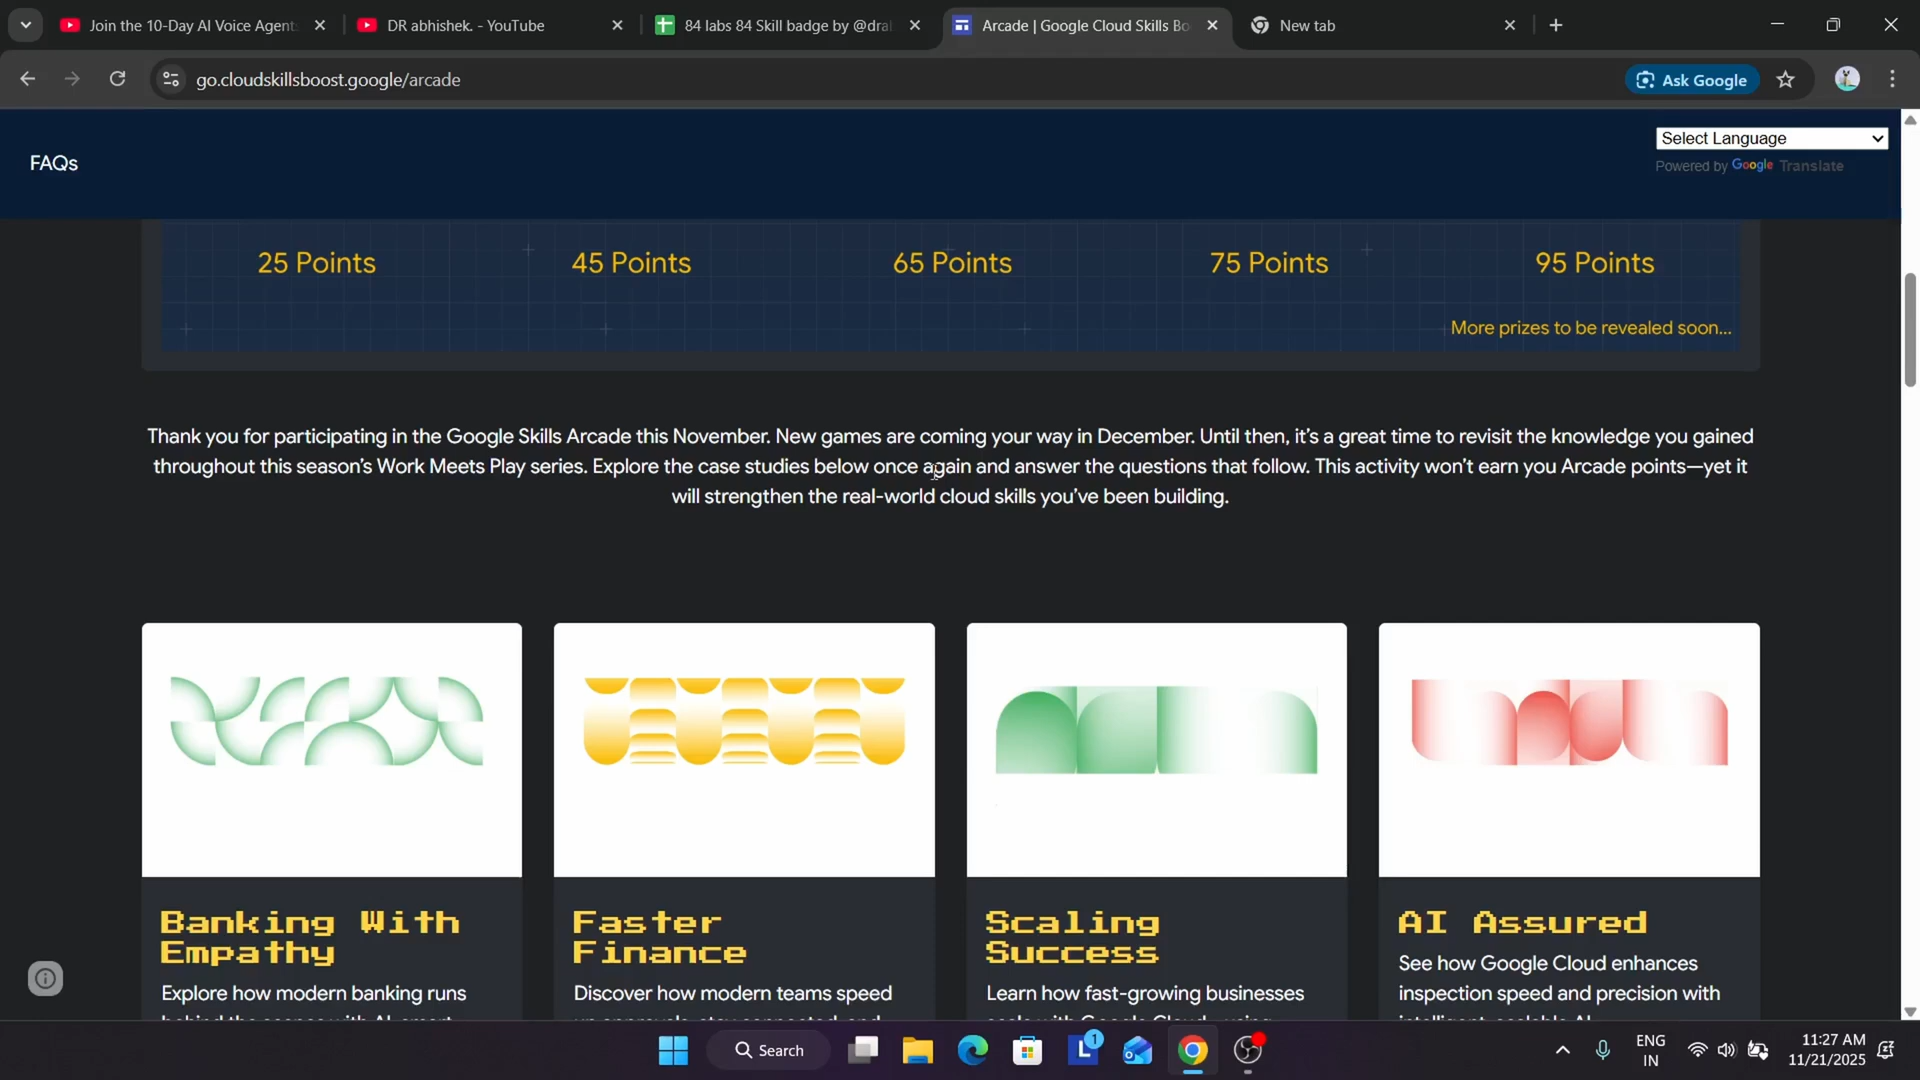 Join the 10-Day AI Voice Agent
DR abhishek. - YouTube
84 labs 84 Skill badge by @dra
Arcade | Google Cloud Skills Bo
New tab
go.cloudskillsboost.google/arcade
Ask Google
FAQs
Select Language
Powered by Google Translate
25 Points
45 Points
65 Points
75 Points
95 Points
More prizes to be revealed soon...
Thank you for participating in the Google Skills Arcade this November. New games are coming your way in December. Until then, it's a great time to revisit the knowledge you gained
throughout this season's Work Meets Play series. Explore the case studies below once again and answer the questions that follow. This activity won't earn you Arcade points—yet it
will strengthen the real-world cloud skills you've been building.
Banking With
Empathy
Explore how modern banking runs
Faster
Finance
Discover how modern teams speed
Scaling
Success
Learn how fast-growing businesses
AI Assured
See how Google Cloud enhances
inspection speed and precision with
Search
L
1
ENG
IN
11:27 AM
11/21/2025